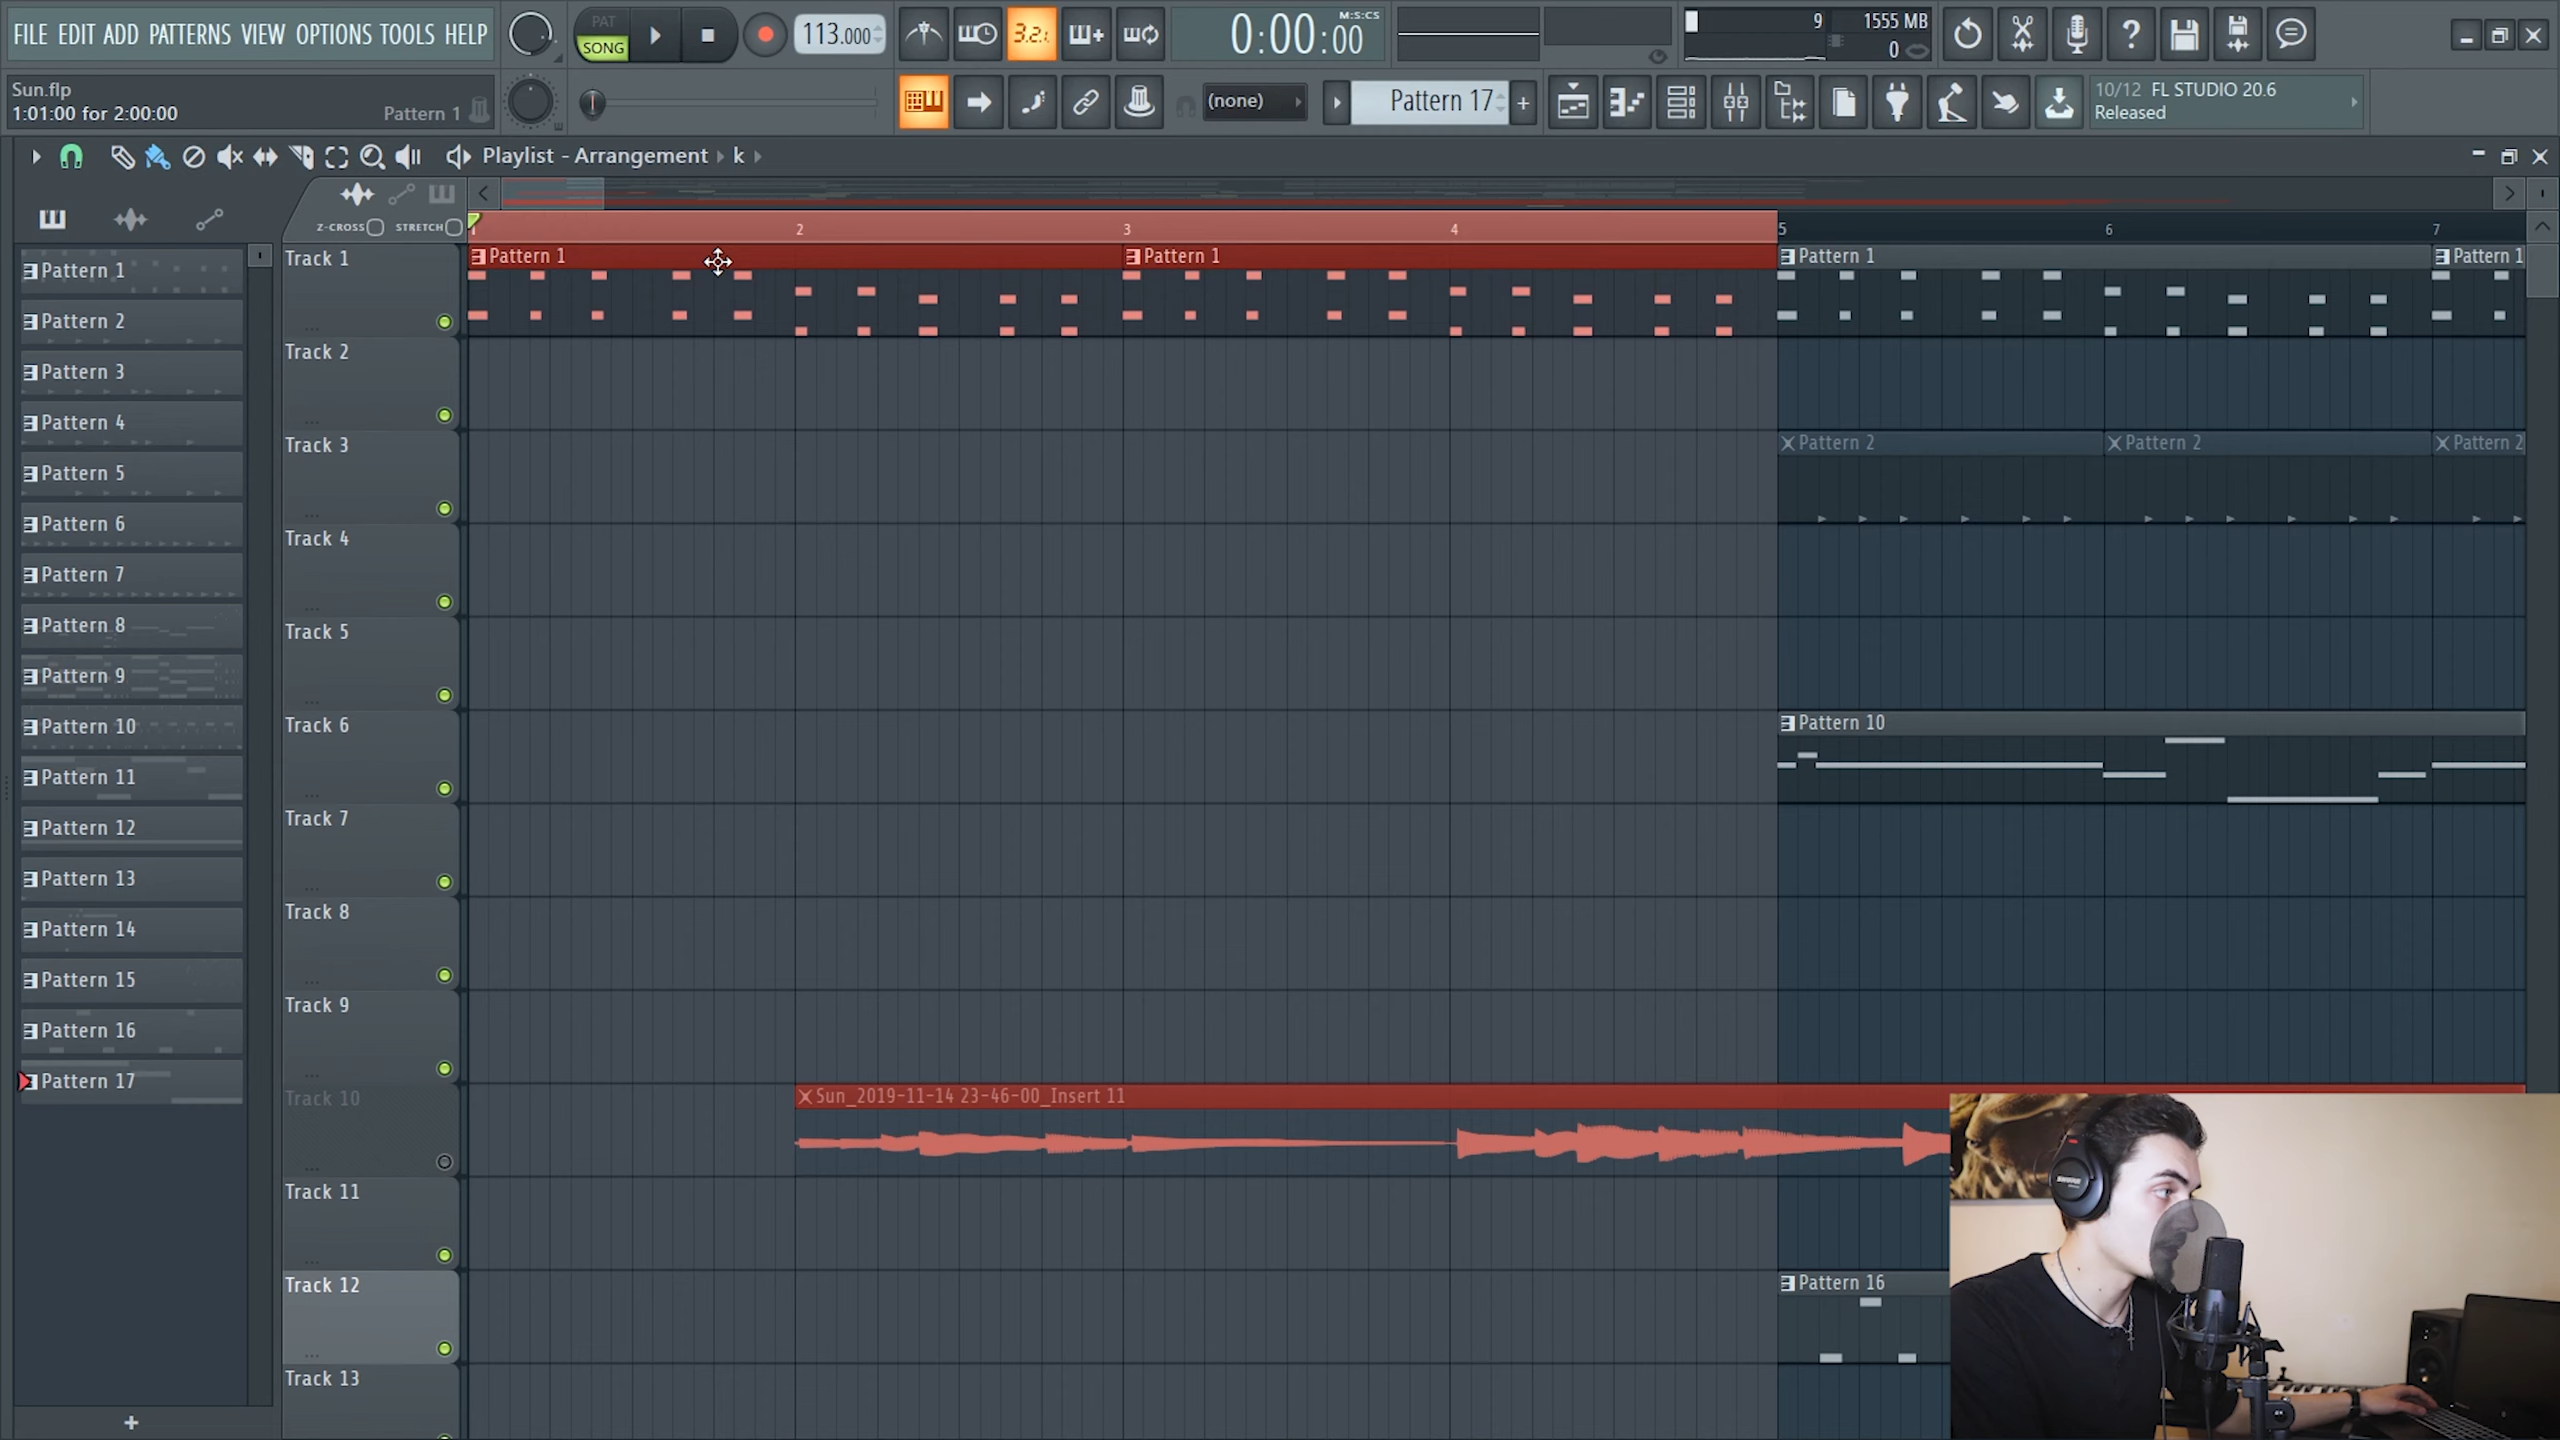 FILE EDIT ADD PATTERNS VIEW OPTIONS TOOLS HELP
PAT
SONG
113.000
3.2.
M:S:CS
0:00:00
9
1555 MB
0
Sun.flp
1:01:00 for 2:00:00
Pattern 1
(none)
Pattern 17
+
10/12 FL STUDIO 20.6
Released
Playlist - Arrangement
k
Z-CROSS
STRETCH
1
2
3
4
5
6
7
Pattern 1
Pattern 2
Pattern 3
Pattern 4
Pattern 5
Pattern 6
Pattern 7
Pattern 8
Pattern 9
Pattern 10
Pattern 11
Pattern 12
Pattern 13
Pattern 14
Pattern 15
Pattern 16
Pattern 17
+
Track 1
Track 2
Track 3
Track 4
Track 5
Track 6
Track 7
Track 8
Track 9
Track 10
Track 11
Track 12
Track 13
Pattern 1
Pattern 1
Pattern 1
Pattern 1
Pattern 2
Pattern 2
Pattern 2
Pattern 10
Sun_2019-11-14 23-46-00_Insert 11
Pattern 16